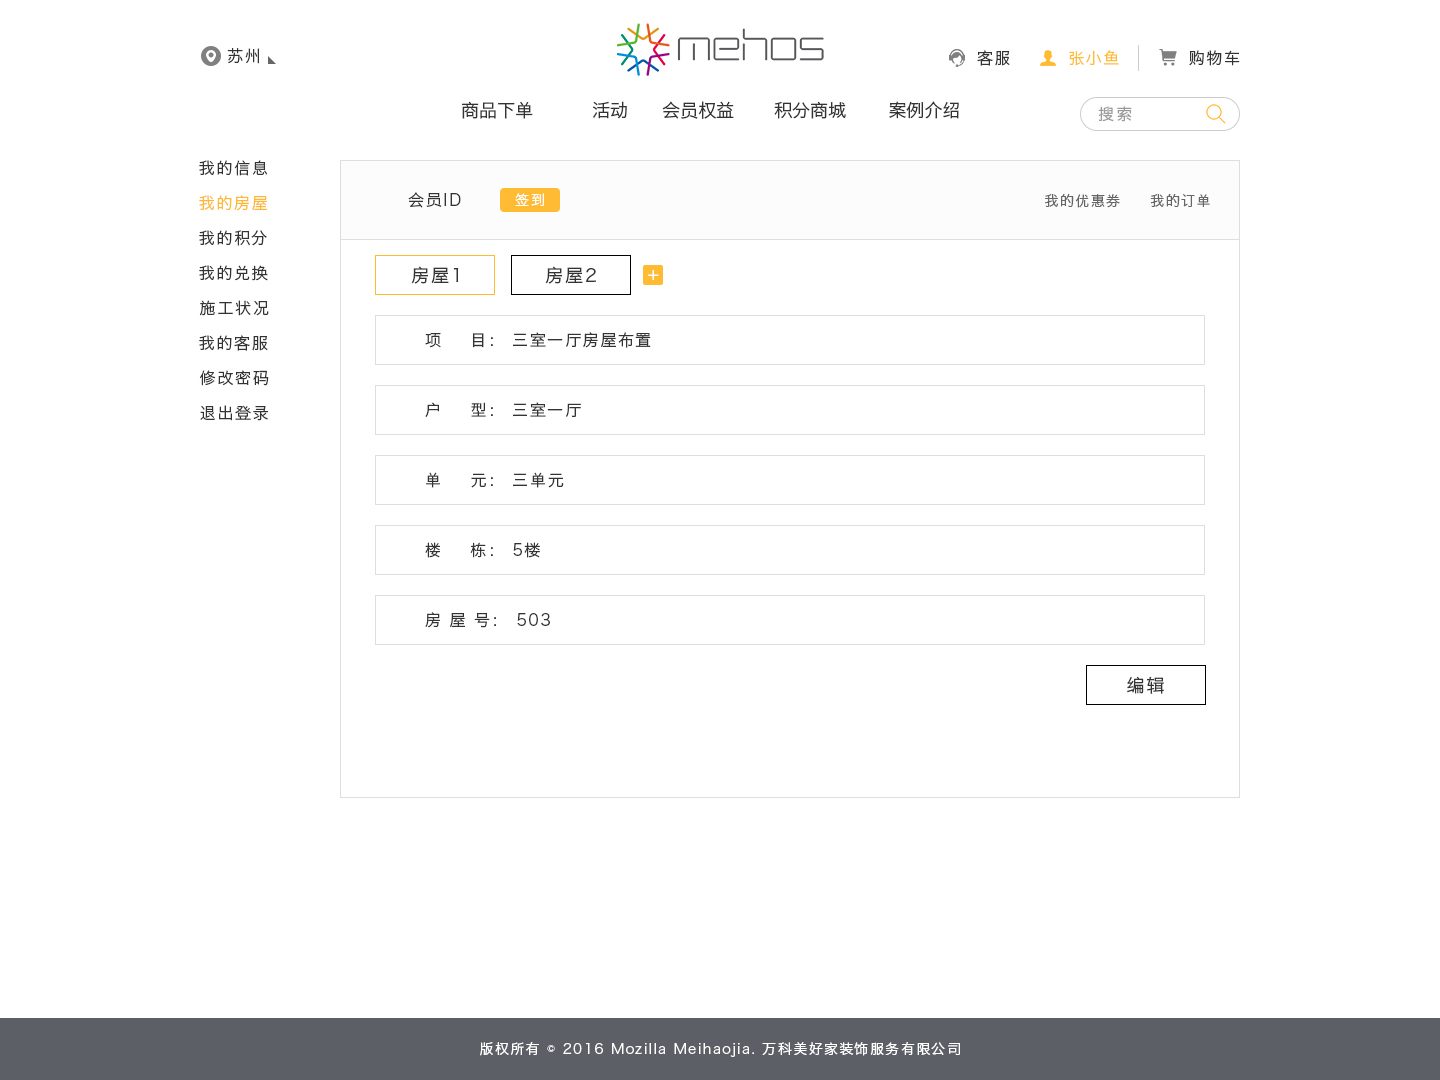 苏州
mehos
客服
张小鱼
购物车
商品下单 活动 会员权益 积分商城 案例介绍
搜索
我的信息
我的房屋
我的积分
我的兑换
施工状况
我的客服
修改密码
退出登录
会员ID 签到 我的优惠券 我的订单
房屋1 房屋2 +
项 目： 三室一厅房屋布置
户 型： 三室一厅
单 元： 三单元
楼 栋： 5楼
房 屋 号： 503
编辑
版权所有 © 2016 Mozilla Meihaojia. 万科美好家装饰服务有限公司